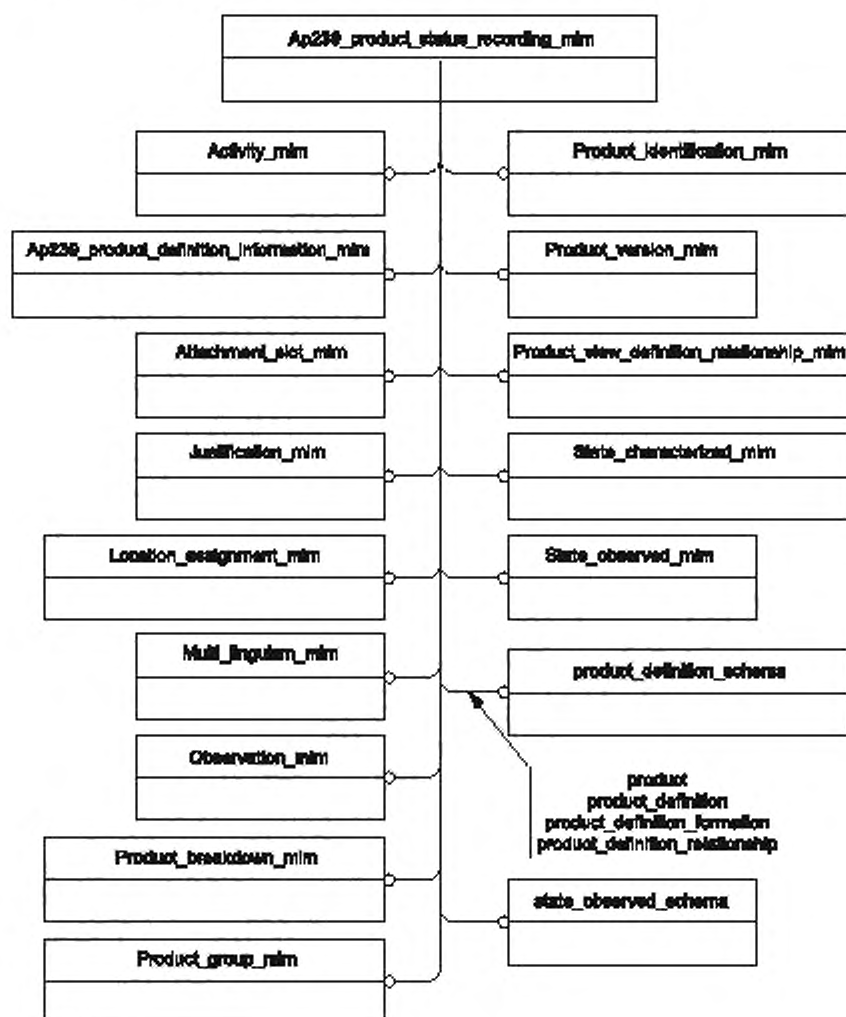 Ap239_product_status_recording_mim
Activity_mim
Product_identification_mim
Ap239_product_definition_information_mim
Product_version_mim
Attachment_slot_mim
Product_view_definition_relationship_mim
Justification_mim
State_characterized_mim
Location_assignment_mim
State_observed_mim
Multi_linguism_mim
product_definition_schema
Observation_mim
product
product_definition
product_definition_formation
product_definition_relationship
Product_breakdown_mim
state_observed_schema
Product_group_mim